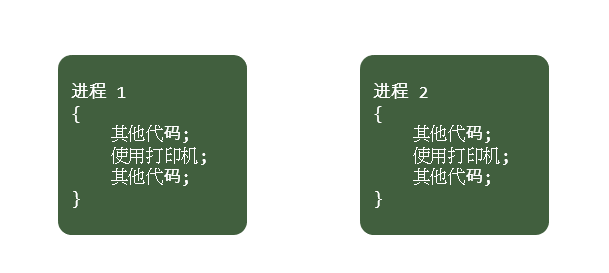 进程 1
{
其他代码;
使用打印机;
其他代码;
}
进程 2
{
其他代码;
使用打印机;
其他代码;
}